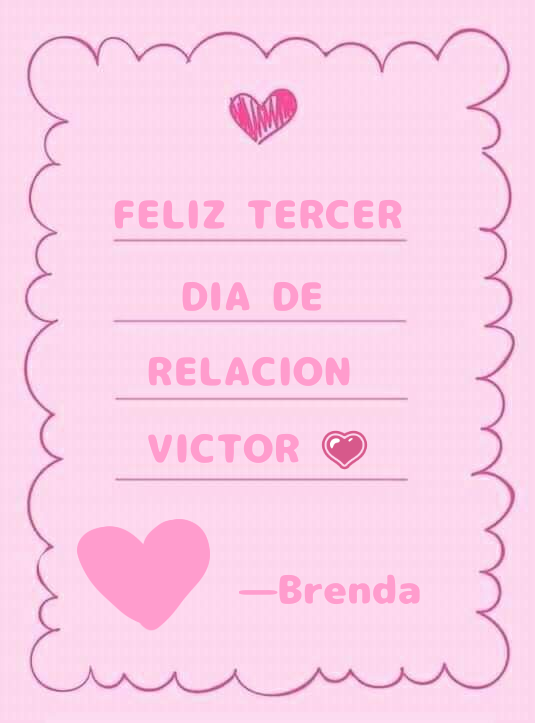 FELIZ TERCER
DIA DE
RELACION
VICTOR
—Brenda